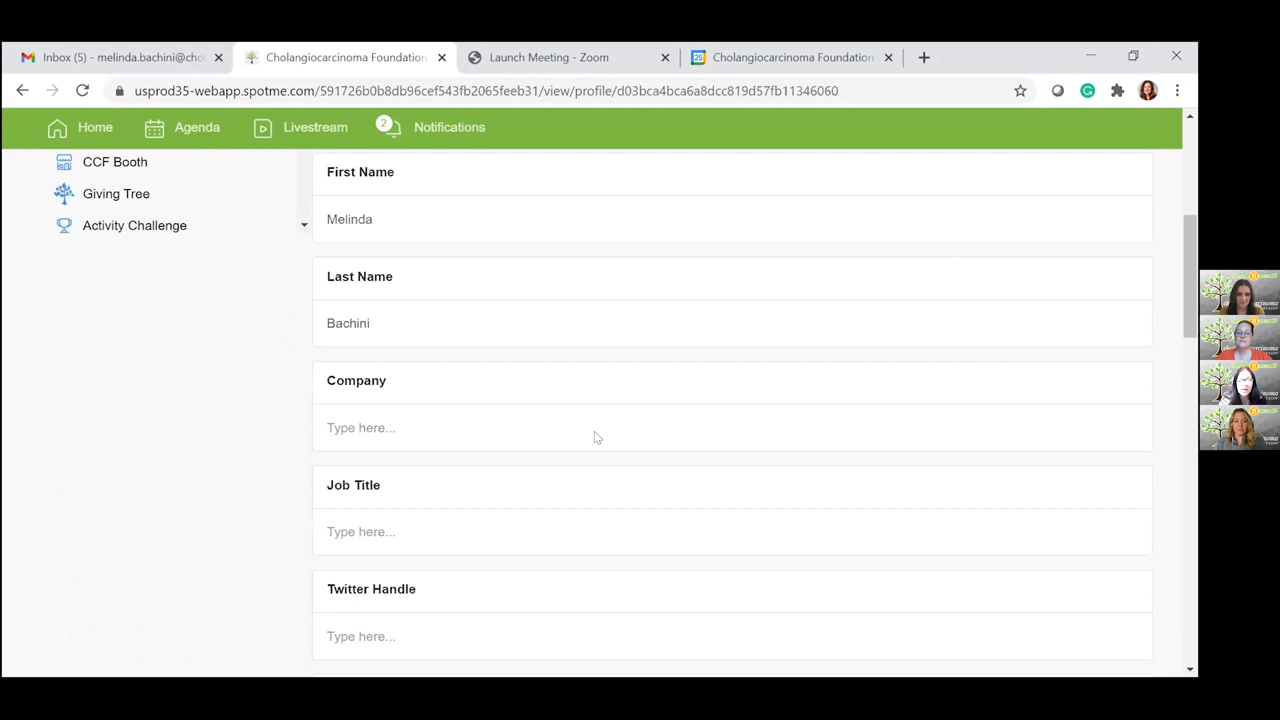 Inbox (5) - melinda.bachini@cho
Cholangiocarcinoma Foundation
Launch Meeting - Zoom
25
Cholangiocarcinoma Foundation
usprod35-webapp.spotme.com/591726b0b8db96cef543fb2065feeb31/view/profile/d03bca4bca6a8dcc819d57fb11346060
Home
Agenda
Livestream
2
Notifications
CCF Booth
Giving Tree
Activity Challenge
First Name
Melinda
Last Name
Bachini
Company
Type here...
Job Title
Type here...
Twitter Handle
Type here...